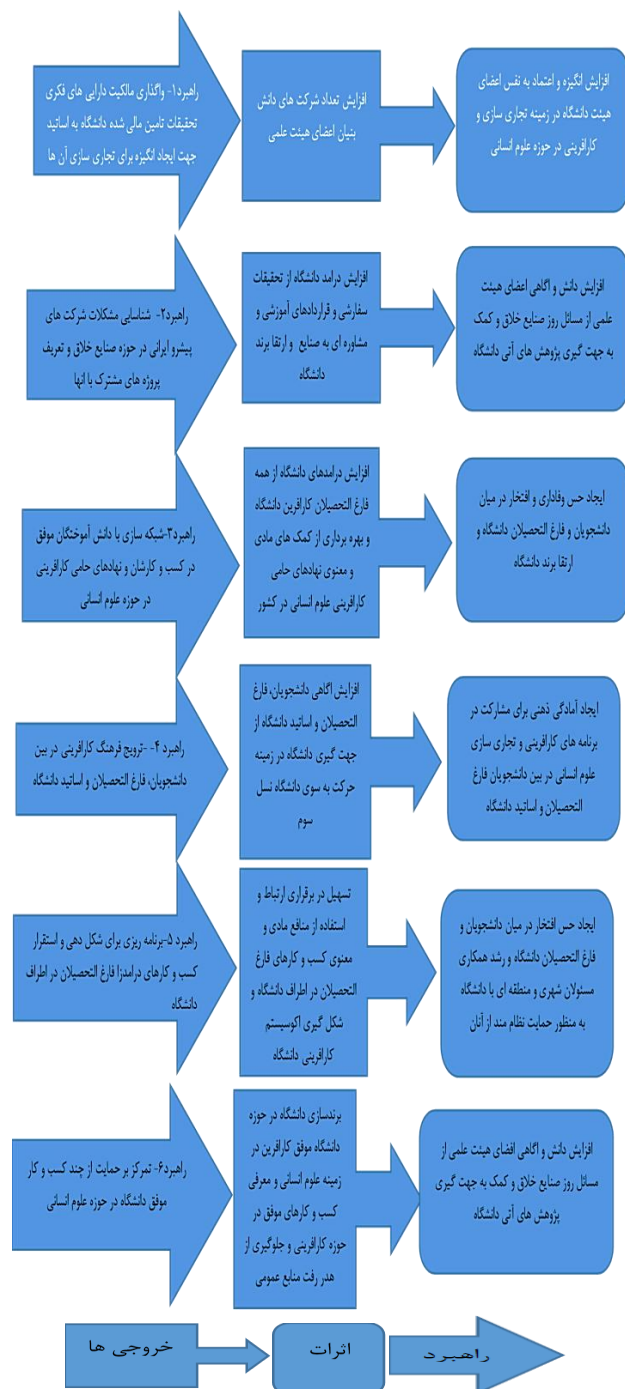 راهبرد۱- واگذاری مالکیت دارایی های فکری
تحقیقات تامین مالی شده دانشگاه به اساتید
جهت ایجاد انگیزه برای تجاری سازی آن ها
افزایش تعداد شرکت های دانش
بنیان اعضای هیئت علمی
افزایش انگیزه و اعتماد به نفس اعضای
هیئت دانشگاه در زمینه تجاری سازی و
کارافرینی در حوزه علوم انسانی
راهبرد۲- شناسایی مشکلات شرکت های
پیشرو ایرانی در حوزه صنایع خلاق و تعریف
پروژه های مشترک با انها
افزایش درامد دانشگاه از تحقیقات
سفارشی و قراردادهای آموزشی و
مشاوره ای به صنایع و ارتقا برند
دانشگاه
افزایش دانش و اگاهی اعضای هیئت
علمی از مسائل روز صنایع خلاق و کمک
به جهت گیری پژوهش های آتی دانشگاه
راهبرد۳-شبکه سازی با دانش آموختگان موفق
در کسب و کارشان و نهادهای حامی کارافرینی
در حوزه علوم انسانی
افزایش درامدهای دانشگاه از همه
فارغ التحصیلان کارافرین دانشگاه
و بهره برداری از کمک های مادی و
معنوی نهادهای حامی
کارافرینی علوم انسانی در کشور
ایجاد حس وفاداری و افتخار در میان
دانشجویان و فارغ التحصیلان دانشگاه و
ارتقا برند دانشگاه
راهبرد ۴- -ترویج فرهنگ کارافرینی در بین
دانشجویان، فارغ التحصیلان و اساتید دانشگاه
افزایش اگاهی دانشجویان، فارغ
التحصیلان و اساتید دانشگاه از
جهت گیری دانشگاه در زمینه
حرکت به سوی دانشگاه نسل
سوم
ایجاد آمادگی ذهنی برای مشارکت در
برنامه های کارافرینی و تجاری سازی
علوم انسانی در بین دانشجویان فارغ
التحصیلان و اساتید دانشگاه
راهبرد ۵-برنامه ریزی برای شکل دهی و استقرار
کسب و کارهای درامدزا فارغ التحصیلان در اطراف
دانشگاه
تسهیل در برقراری ارتباط و
استفاده از منافع مادی و
معنوی کسب و کارهای فارغ
التحصیلان در اطراف دانشگاه و
شکل گیری اکوسیستم
کارافرینی دانشگاه
ایجاد حس افتخار در میان دانشجویان و
فارغ التحصیلان دانشگاه و رشد همکاری
مسئولان شهری و منطقه ای با دانشگاه
به منظور حمایت نظام مند از آنان
راهبرد۶- تمرکز بر حمایت از چند کسب و کار
موفق دانشگاه در حوزه علوم انسانی
برندسازی دانشگاه در حوزه
دانشگاه موفق کارافرین در
زمینه علوم انسانی و معرفی
کسب و کارهای موفق در
حوزه کارافرینی و جلوگیری از
هدر رفت منابع عمومی
افزایش دانش و اگاهی افضای هیئت علمی از
مسائل روز صنایع خلاق و کمک به جهت گیری
پژوهش های آتی دانشگاه
خروجی ها
اثرات
راهبرد